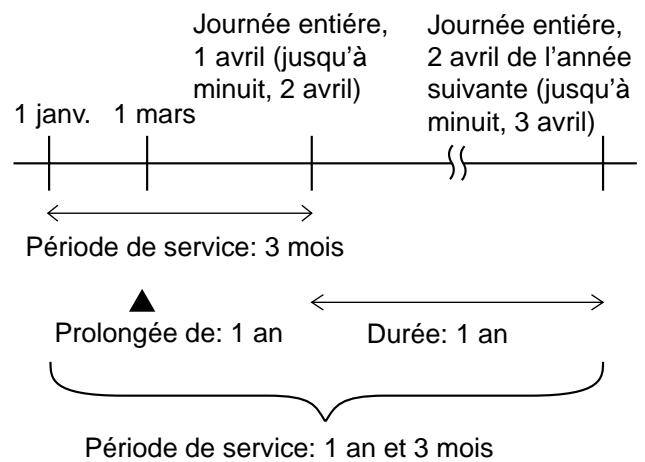 Journée entiére,
1 avril (jusqu'à
minuit, 2 avril)
Journée entiére,
2 avril de l'année
suivante (jusqu'à
minuit, 3 avril)
1 janv.
1 mars
Période de service: 3 mois
Prolongée de: 1 an
Durée: 1 an
Période de service: 1 an et 3 mois